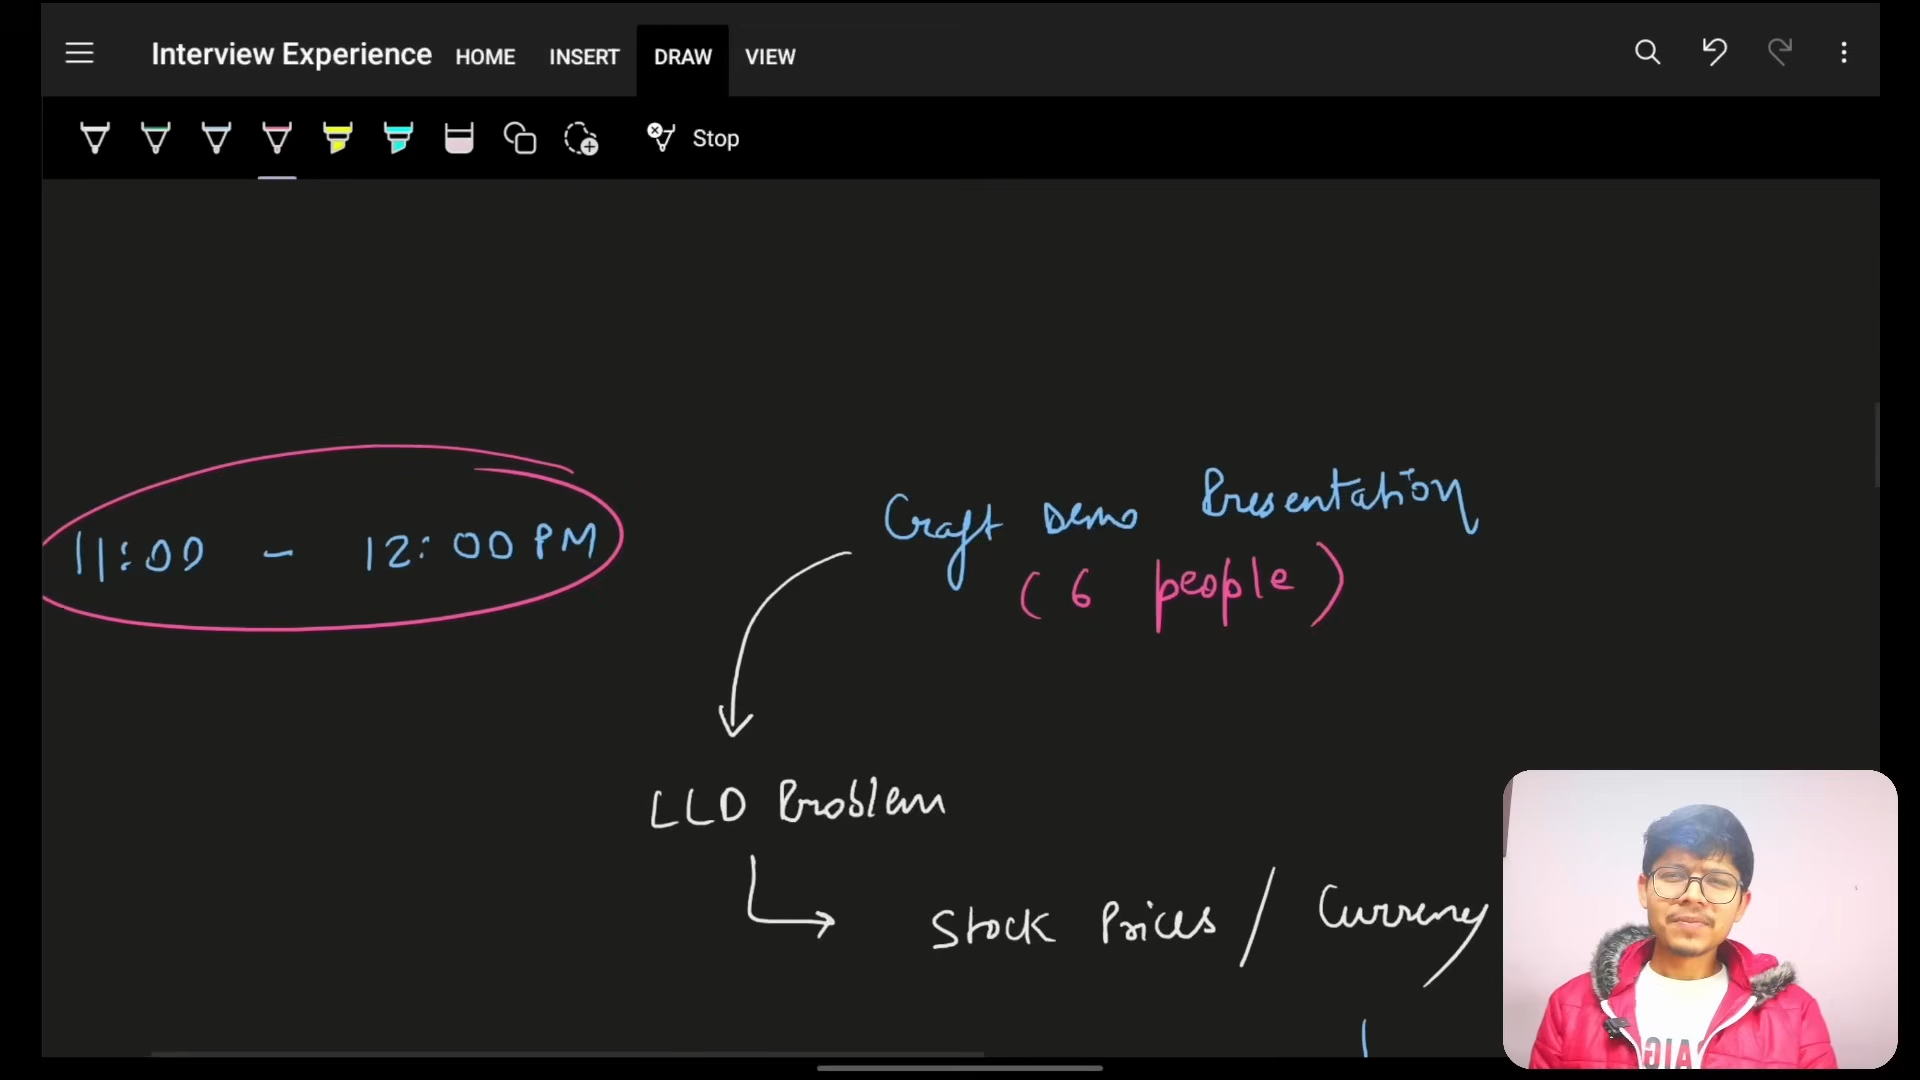 Interview Experience HOME INSERT DRAW VIEW
Stop
11:00 - 12:00 PM
Craft Demo Presentation
(6 people)
LLD Problem
Stock Prices / Currency